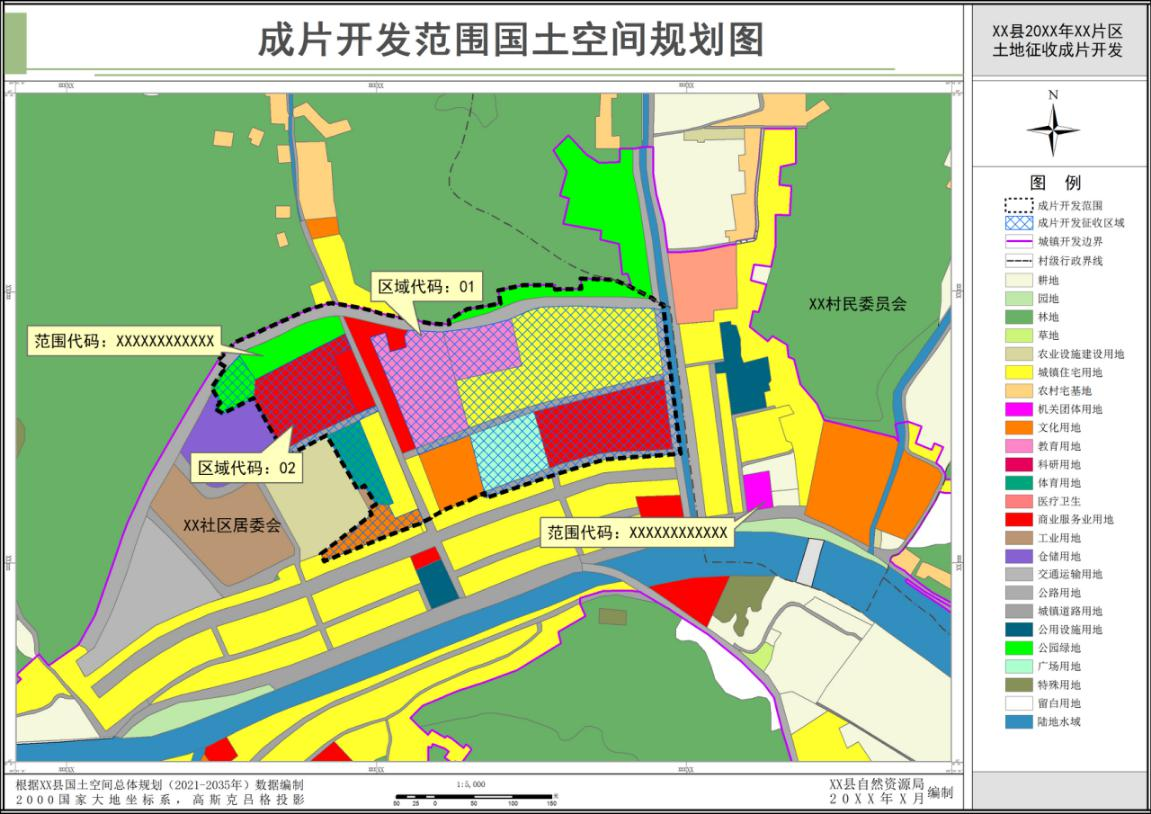 成片开发范围国土空间规划图
XX县20XX年XX片区
土地征收成片开发
N
图 例
成片开发范围
成片开发征收区域
城镇开发边界
村级行政界线
耕地
园地
林地
草地
农业设施建设用地
城镇住宅用地
农村宅基地
机关团体用地
文化用地
教育用地
科研用地
体育用地
医疗卫生
商业服务业用地
工业用地
仓储用地
交通运输用地
公路用地
城镇道路用地
公用设施用地
公园绿地
广场用地
特殊用地
留白用地
陆地水域
区域代码：01
XX村民委员会
范围代码：XXXXXXXXXXXX
区域代码：02
XX社区居委会
范围代码：XXXXXXXXXXXX
根据XX县国土空间总体规划（2021-2035年）数据编制
2000国家大地坐标系，高斯克吕格投影
1:5,000
50 25 0 50 100 150
XX县自然资源局
20XX年X月
编制